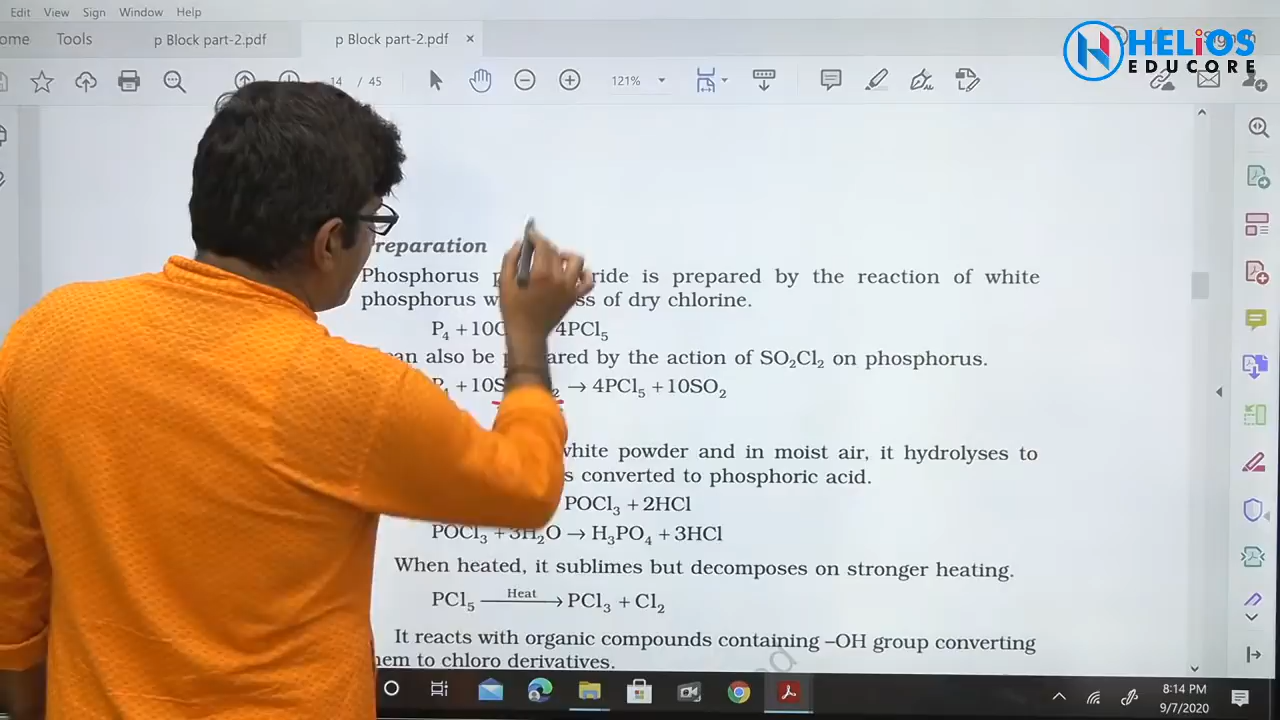 Edit View Sign Window Help
ome Tools p Block part-2.pdf p Block part-2.pdf ×
HELiOS
EDUCORE
14 / 45 121%
reparation
Phosphorus ride is prepared by the reaction of white
phosphorus of dry chlorine.
P₄ + 10 4PCl₅
an also be ared by the action of SO₂Cl₂ on phosphorus.
+ 10S ₂ → 4PCl₅ + 10SO₂
white powder and in moist air, it hydrolyses to
s converted to phosphoric acid.
POCl₃ + 2HCl
POCl₃ + 3H₂O → H₃PO₄ + 3HCl
When heated, it sublimes but decomposes on stronger heating.
PCl₅ Heat→ PCl₃ + Cl₂
It reacts with organic compounds containing –OH group converting
hem to chloro derivatives.
8:14 PM
9/7/2020